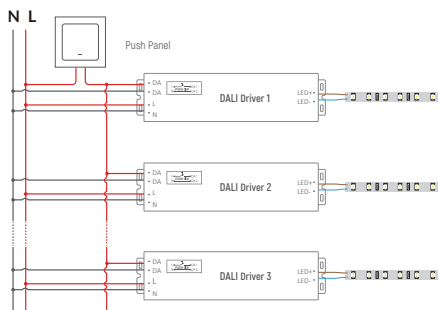 N L
Push Panel
DA
DA
L
N
DALI Driver 1
LED+
LED-
DA
DA
L
N
DALI Driver 2
LED+
LED-
DA
DA
L
N
DALI Driver 3
LED+
LED-